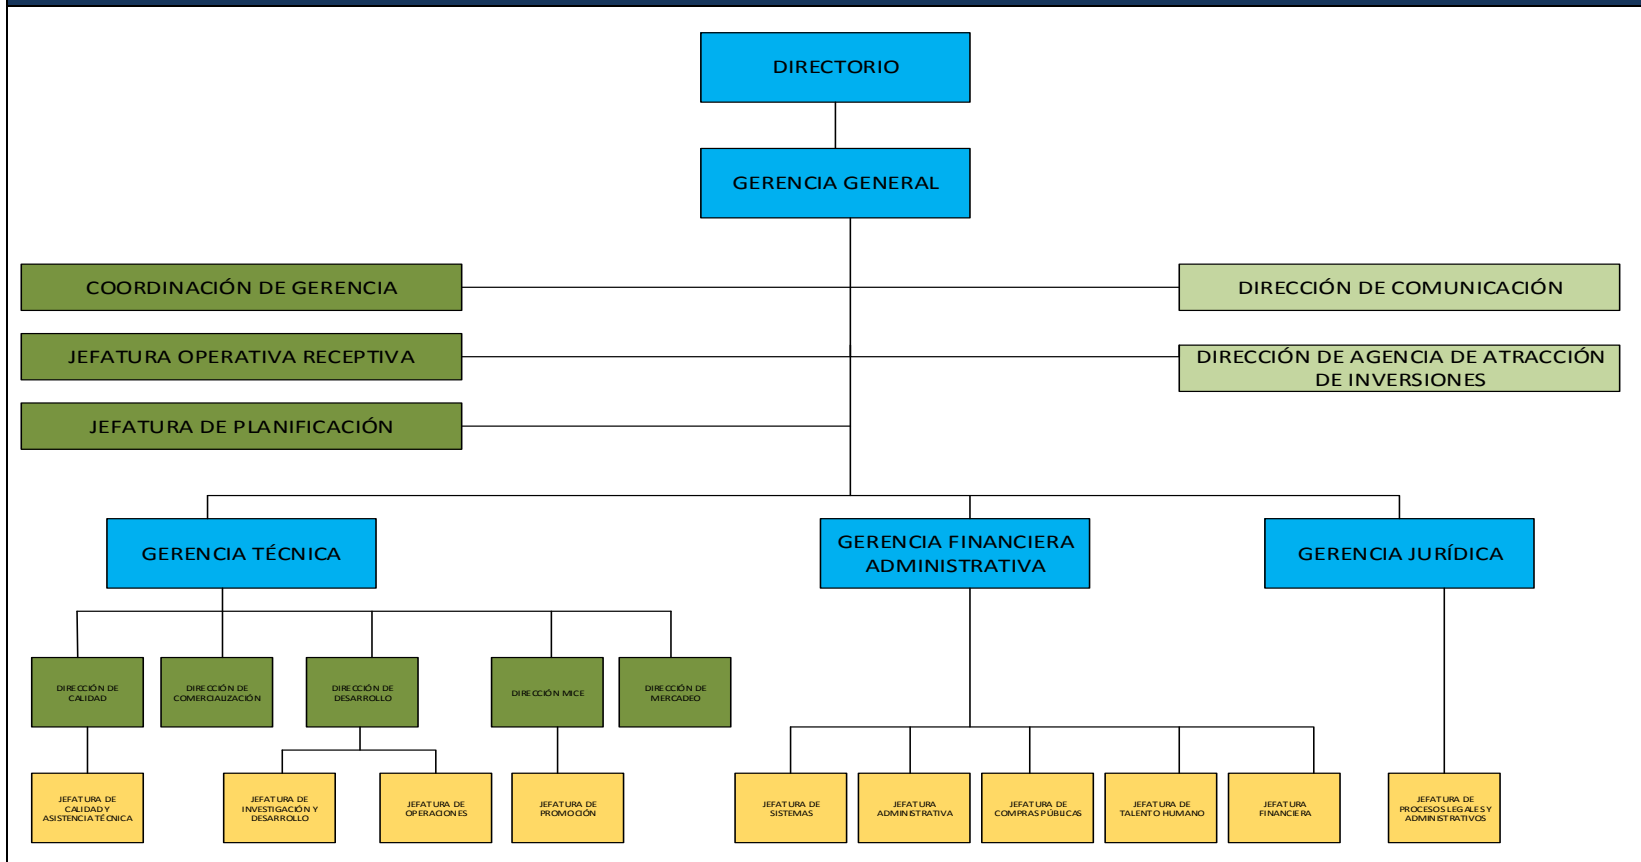 DIRECTORIO
GERENCIA GENERAL
COORDINACIÓN DE GERENCIA
DIRECCIÓN DE COMUNICACIÓN
JEFATURA OPERATIVA RECEPTIVA
DIRECCIÓN DE AGENCIA DE ATRACCIÓN
DE INVERSIONES
JEFATURA DE PLANIFICACIÓN
GERENCIA TÉCNICA
GERENCIA FINANCIERA
ADMINISTRATIVA
GERENCIA JURÍDICA
DIRECCIÓN DE
CALIDAD
DIRECCIÓN DE
COMERCIALIZACIÓN
DIRECCIÓN DE
DESARROLLO
DIRECCIÓN MICE
DIRECCIÓN DE
MERCADEO
JEFATURA DE
CALIDAD Y
ASISTENCIA TÉCNICA
JEFATURA DE
INVESTIGACIÓN Y
DESARROLLO
JEFATURA DE
OPERACIONES
JEFATURA DE
PROMOCIÓN
JEFATURA DE
SISTEMAS
JEFATURA
ADMINISTRATIVA
JEFATURA DE
COMPRAS PÚBLICAS
JEFATURA DE
TALENTO HUMANO
JEFATURA
FINANCIERA
JEFATURA DE
PROCESOS LEGALES Y
ADMINISTRATIVOS